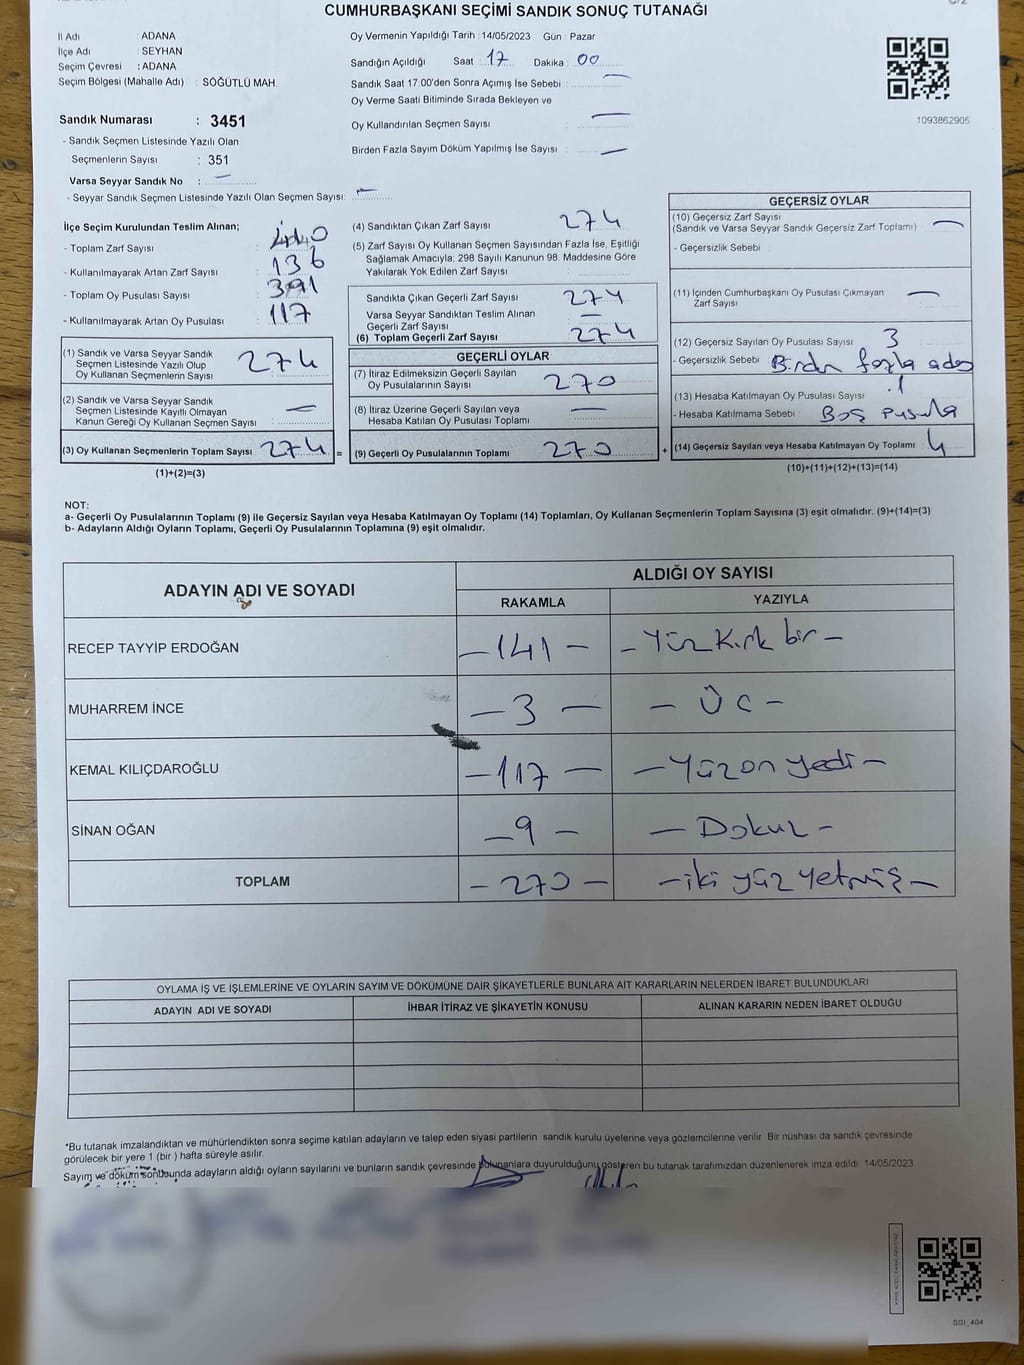 CUMHURBAŞKANI SEÇİMİ SANDIK SONUÇ TUTANAĞI
İl Adı : ADANA
İlçe Adı : SEYHAN
Seçim Çevresi : ADANA
Seçim Bölgesi (Mahalle Adı) : SÖĞÜTLÜ MAH.
Sandık Numarası : 3451
- Sandık Seçmen Listesinde Yazılı Olan
Seçmenlerin Sayısı : 351
Varsa Seyyar Sandık No : —
- Seyyar Sandık Seçmen Listesinde Yazılı Olan Seçmen Sayısı: —
Oy Vermenin Yapıldığı Tarih : 14/05/2023 Gün : Pazar
Sandığın Açıldığı Saat : 17 Dakika : 00
Sandık Saat 17.00'den Sonra Açımış İse Sebebi : —
Oy Verme Saati Bitiminde Sırada Bekleyen ve
Oy Kullandırılan Seçmen Sayısı : —
Birden Fazla Sayım Döküm Yapılmış İse Sayısı : —
1093862905
İlçe Seçim Kurulundan Teslim Alınan;
- Toplam Zarf Sayısı : 440
- Kullanılmayarak Artan Zarf Sayısı : 136
- Toplam Oy Pusulası Sayısı : 391
- Kullanılmayarak Artan Oy Pusulası : 117
(1) Sandık ve Varsa Seyyar Sandık
Seçmen Listesinde Yazılı Olup
Oy Kullanan Seçmenlerin Sayısı : 274
(2) Sandık ve Varsa Seyyar Sandık
Seçmen Listesinde Kayıtlı Olmayan
Kanun Gereği Oy Kullanan Seçmen Sayısı : —
(3) Oy Kullanan Seçmenlerin Toplam Sayısı : 274 =
(1)+(2)=(3)
(4) Sandıktan Çıkan Zarf Sayısı : 274
(5) Zarf Sayısı Oy Kullanan Seçmen Sayısından Fazla İse, Eşitliği
Sağlamak Amacıyla; 298 Sayılı Kanunun 98. Maddesine Göre
Yakılarak Yok Edilen Zarf Sayısı :
Sandıkta Çıkan Geçerli Zarf Sayısı : 274
Varsa Seyyar Sandıktan Teslim Alınan
Geçerli Zarf Sayısı : —
(6) Toplam Geçerli Zarf Sayısı : 274
GEÇERLİ OYLAR
(7) İtiraz Edilmeksizin Geçerli Sayılan
Oy Pusulalarının Sayısı : 270
(8) İtiraz Üzerine Geçerli Sayılan veya
Hesaba Katılan Oy Pusulası Toplamı : —
(9) Geçerli Oy Pusulalarının Toplamı : 270 +
GEÇERSİZ OYLAR
(10) Geçersiz Zarf Sayısı
(Sandık ve Varsa Seyyar Sandık Geçersiz Zarf Toplamı) : —
- Geçersizlik Sebebi :
(11) İçinden Cumhurbaşkanı Oy Pusulası Çıkmayan
Zarf Sayısı : —
(12) Geçersiz Sayılan Oy Pusulası Sayısı : 3
- Geçersizlik Sebebi : Birden fazla aday
(13) Hesaba Katılmayan Oy Pusulası Sayısı : 1
- Hesaba Katılmama Sebebi : Boş pusula
(14) Geçersiz Sayılan veya Hesaba Katılmayan Oy Toplamı : 4
(10)+(11)+(12)+(13)=(14)
NOT:
a- Geçerli Oy Pusulalarının Toplamı (9) ile Geçersiz Sayılan veya Hesaba Katılmayan Oy Toplamı (14) Toplamları, Oy Kullanan Seçmenlerin Toplam Sayısına (3) eşit olmalıdır. (9)+(14)=(3)
b- Adayların Aldığı Oyların Toplamı, Geçerli Oy Pusulalarının Toplamına (9) eşit olmalıdır.
ADAYIN ADI VE SOYADI ALDIĞI OY SAYISI
RAKAMLA YAZIYLA
RECEP TAYYİP ERDOĞAN – 141 – – Yüz Kırk bir –
MUHARREM İNCE – 3 – – Üc –
KEMAL KILIÇDAROĞLU – 117 – – Yüz on yedi –
SİNAN OĞAN – 9 – – Dokuz –
TOPLAM – 270 – – iki yüz yetmiş –
OYLAMA İŞ VE İŞLEMLERİNE VE OYLARIN SAYIM VE DÖKÜMÜNE DAİR ŞİKAYETLERLE BUNLARA AİT KARARLARIN NELERDEN İBARET BULUNDUKLARI
ADAYIN ADI VE SOYADI İHBAR İTİRAZ VE ŞİKAYETİN KONUSU ALINAN KARARIN NEDEN İBARET OLDUĞU
*Bu tutanak imzalandıktan ve mühürlendikten sonra seçime katılan adayların ve talep eden siyasi partilerin sandık kurulu üyelerine veya gözlemcilerine verilir. Bir nüshası da sandık çevresinde
görülecek bir yere 1 (bir ) hafta süreyle asılır.
Sayım ve döküm sonucunda adayların aldığı oyların sayılarını ve bunların sandık çevresinde bulunanlara duyurulduğunu gösteren bu tutanak tarafımızdan düzenlenerek imza edildi 14/05/2023
SSI_404